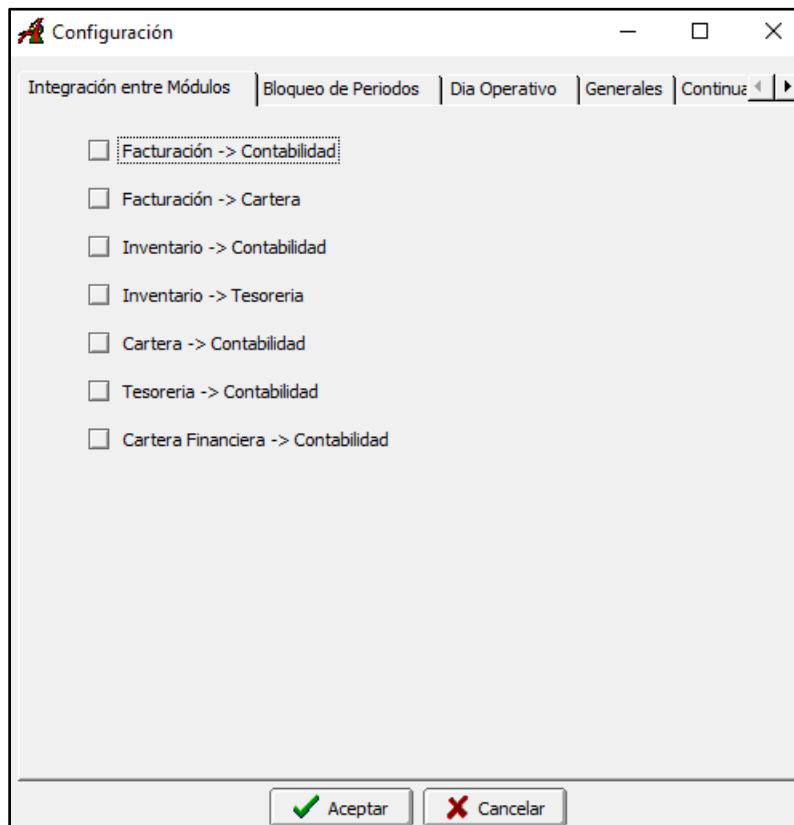 Configuración
Integración entre Módulos Bloqueo de Periodos Dia Operativo Generales Continua
Facturación -> Contabilidad
Facturación -> Cartera
Inventario -> Contabilidad
Inventario -> Tesoreria
Cartera -> Contabilidad
Tesoreria -> Contabilidad
Cartera Financiera -> Contabilidad
Aceptar Cancelar